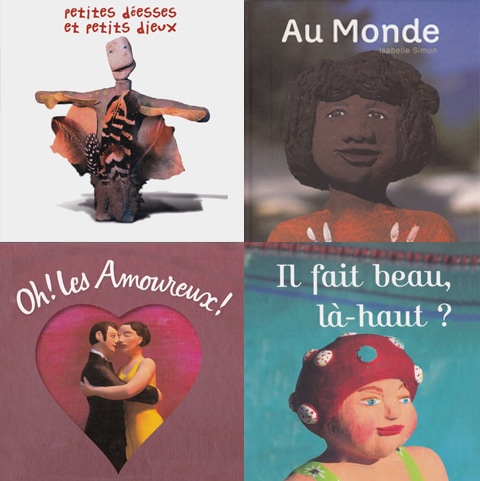 petites déesses
et petits dieux
Au Monde
Isabelle Simon
Oh! Les Amoureux!
Il fait beau,
là-haut ?